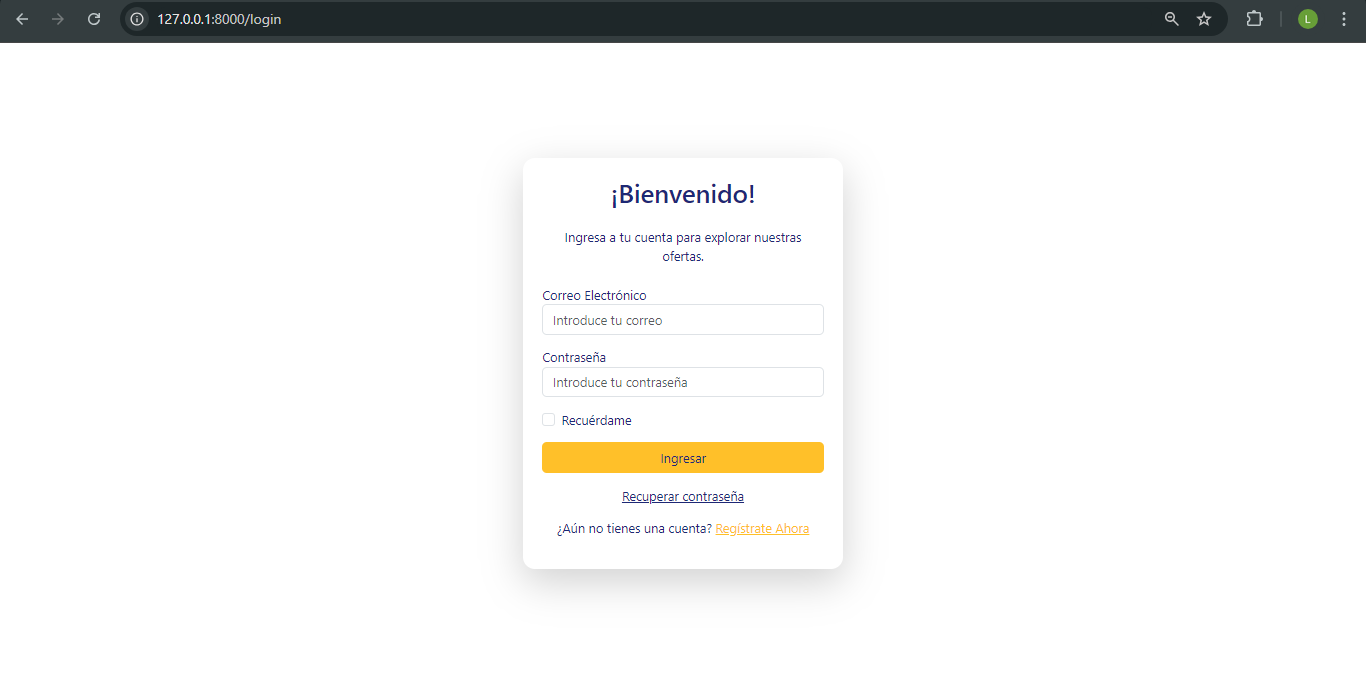 127.0.0.1:8000/login
L
¡Bienvenido!
Ingresa a tu cuenta para explorar nuestras
ofertas.
Correo Electrónico
Introduce tu correo
Contraseña
Introduce tu contraseña
Recuérdame
Ingresar
Recuperar contraseña
¿Aún no tienes una cuenta? Regístrate Ahora